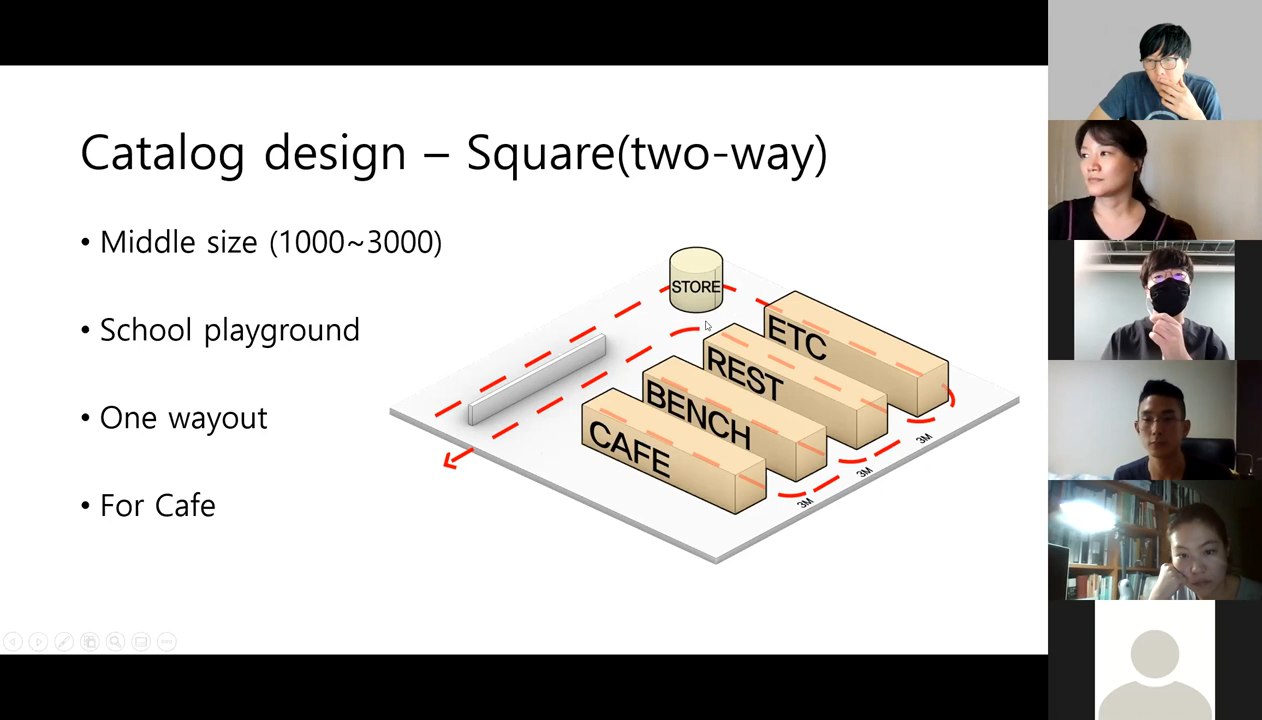 Catalog design – Square(two-way)
• Middle size (1000~3000)
• School playground
• One wayout
• For Cafe
STORE
ETC
REST
BENCH
CAFE
3M
3M
3M